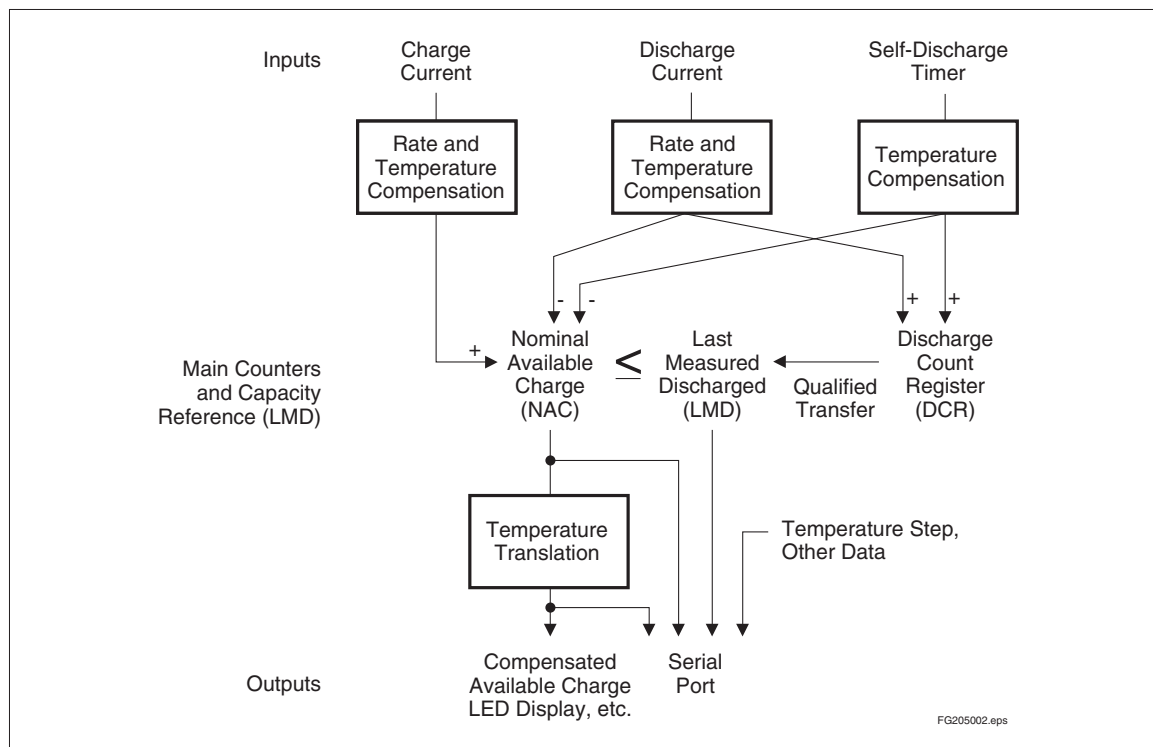 Inputs
Charge
Current
Discharge
Current
Self-Discharge
Timer
Rate and
Temperature
Compensation
Rate and
Temperature
Compensation
Temperature
Compensation
-
-
+
+
+
Main Counters
and Capacity
Reference (LMD)
Nominal
Available
Charge
(NAC)
≤
Last
Measured
Discharged
(LMD)
Qualified
Transfer
Discharge
Count
Register
(DCR)
Temperature
Translation
Temperature Step,
Other Data
Outputs
Compensated
Available Charge
LED Display, etc.
Serial
Port
FG205002.eps